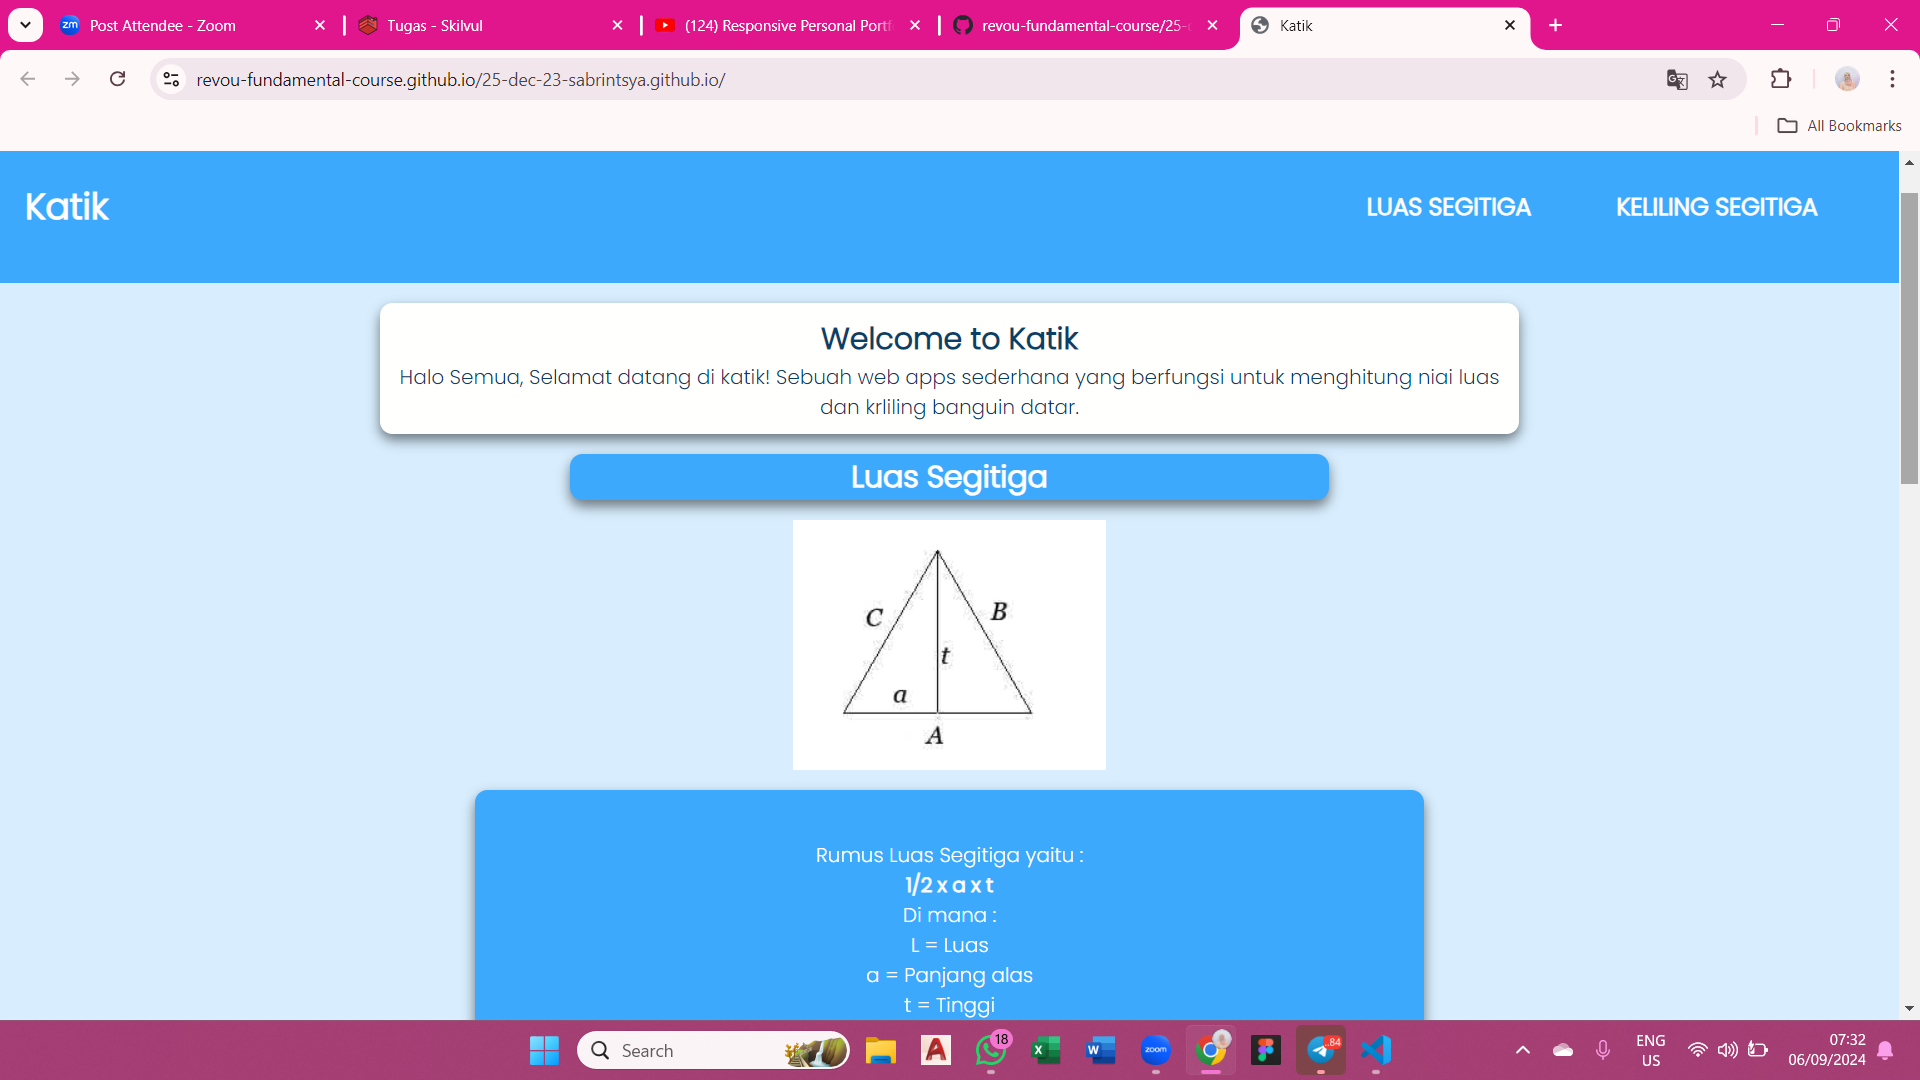 Post Attendee - Zoom
Tugas - Skilvul
(124) Responsive Personal Portf
revou-fundamental-course/25-
Katik
revou-fundamental-course.github.io/25-dec-23-sabrintsya.github.io/
All Bookmarks
Katik
LUAS SEGITIGA
KELILING SEGITIGA
Welcome to Katik
Halo Semua, Selamat datang di katik! Sebuah web apps sederhana yang berfungsi untuk menghitung niai luas
dan krliling banguin datar.
Luas Segitiga
C
B
t
a
A
Rumus Luas Segitiga yaitu :
1/2 x a x t
Di mana :
L = Luas
a = Panjang alas
t = Tinggi
Search
18
zoom
84
ENG
US
07:32
06/09/2024